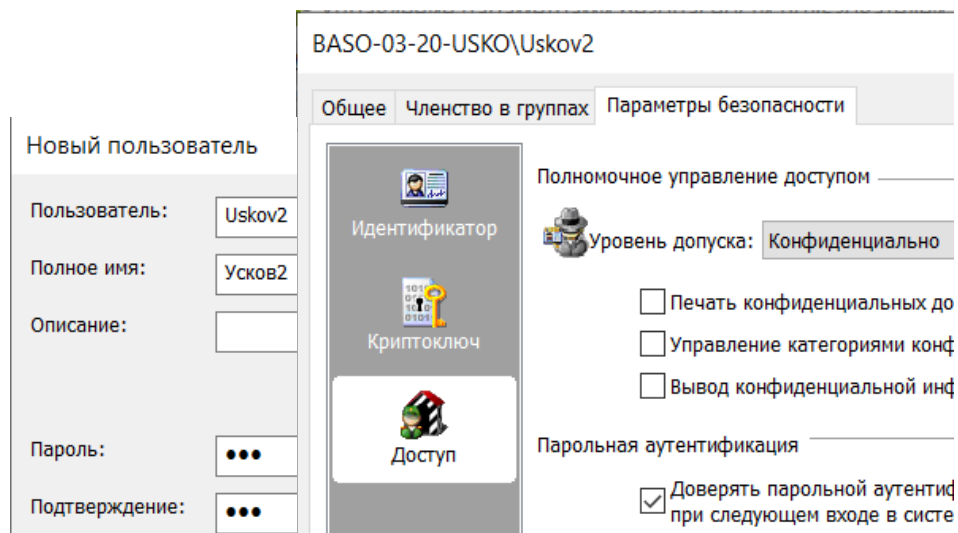 BASO-03-20-USKO\Uskov2
Общее Членство в группах Параметры безопасности
Новый пользователь
Пользователь: Uskov2
Полное имя: Усков2
Описание:
Пароль: •••
Подтверждение: •••
Идентификатор
Криптоключ
Доступ
Полномочное управление доступом
Уровень допуска: Конфиденциально
Печать конфиденциальных до
Управление категориями конф
Вывод конфиденциальной инф
Парольная аутентификация
Доверять парольной аутентиф
при следующем входе в систе